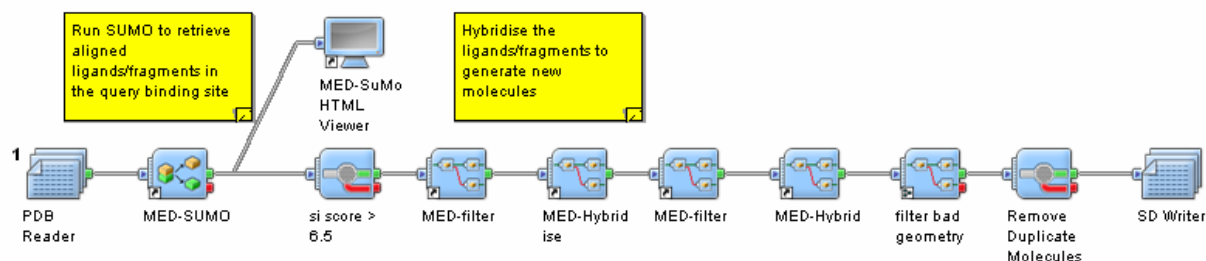 Run SUMO to retrieve
aligned
ligands/fragments in
the query binding site
Hybridise the
ligands/fragments to
generate new
molecules
MED-SuMo
HTML
Viewer
1
PDB
Reader
MED-SUMO
si score >
6.5
MED-filter
MED-Hybrid
ise
MED-filter
MED-Hybrid
filter bad
geometry
Remove
Duplicate
Molecules
SD Writer